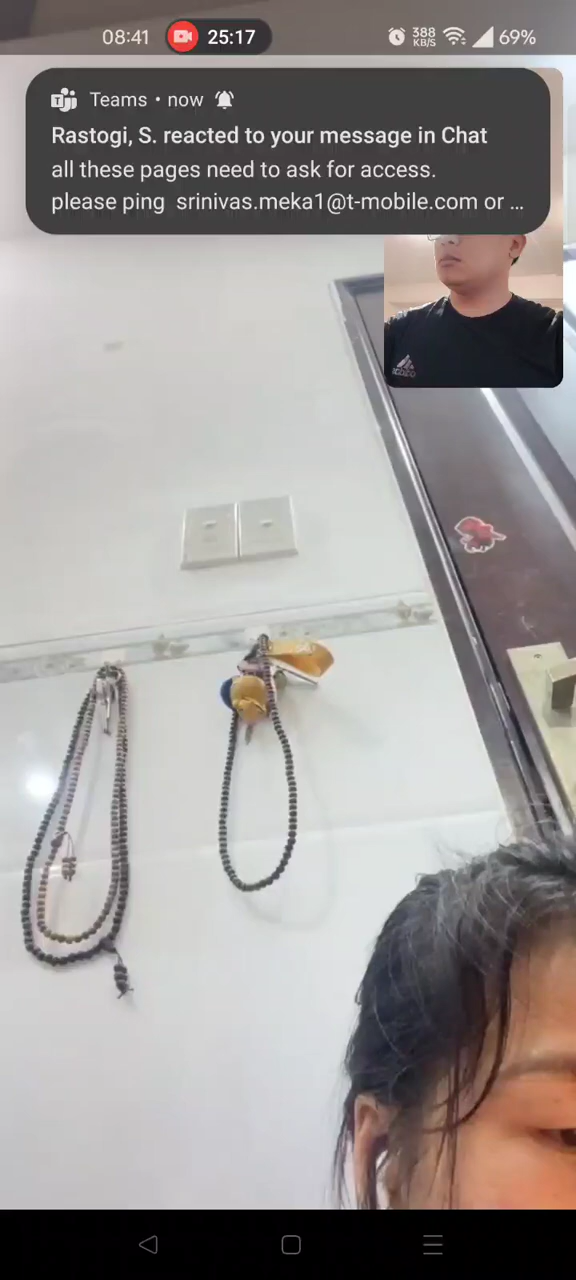 08:41
25:17
388
KB/S
69%
Teams • now
Rastogi, S. reacted to your message in Chat
all these pages need to ask for access.
please ping srinivas.meka1@t-mobile.com or ...